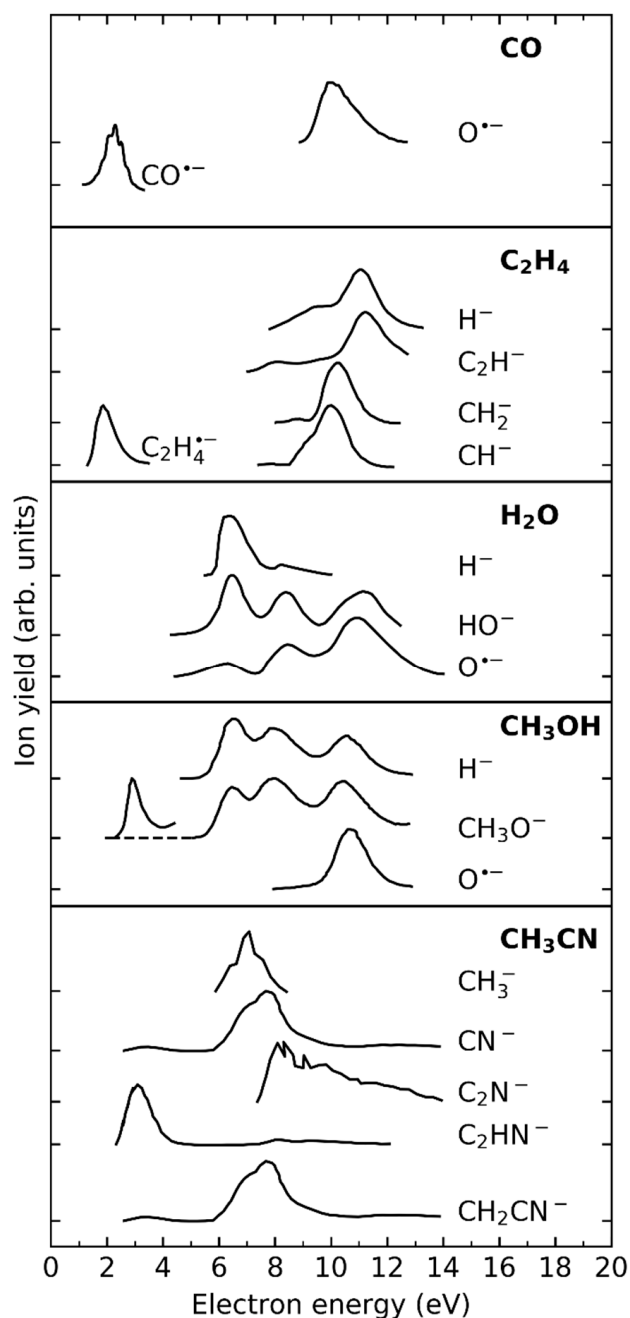 CO
O•−
CO•−
C₂H₄
H⁻
C₂H⁻
CH₂⁻
C₂H₄•−
CH⁻
H₂O
H⁻
HO⁻
O•−
CH₃OH
H⁻
CH₃O⁻
O•−
CH₃CN
CH₃⁻
CN⁻
C₂N⁻
C₂HN⁻
CH₂CN⁻
Ion yield (arb. units)
0 2 4 6 8 10 12 14 16 18 20
Electron energy (eV)